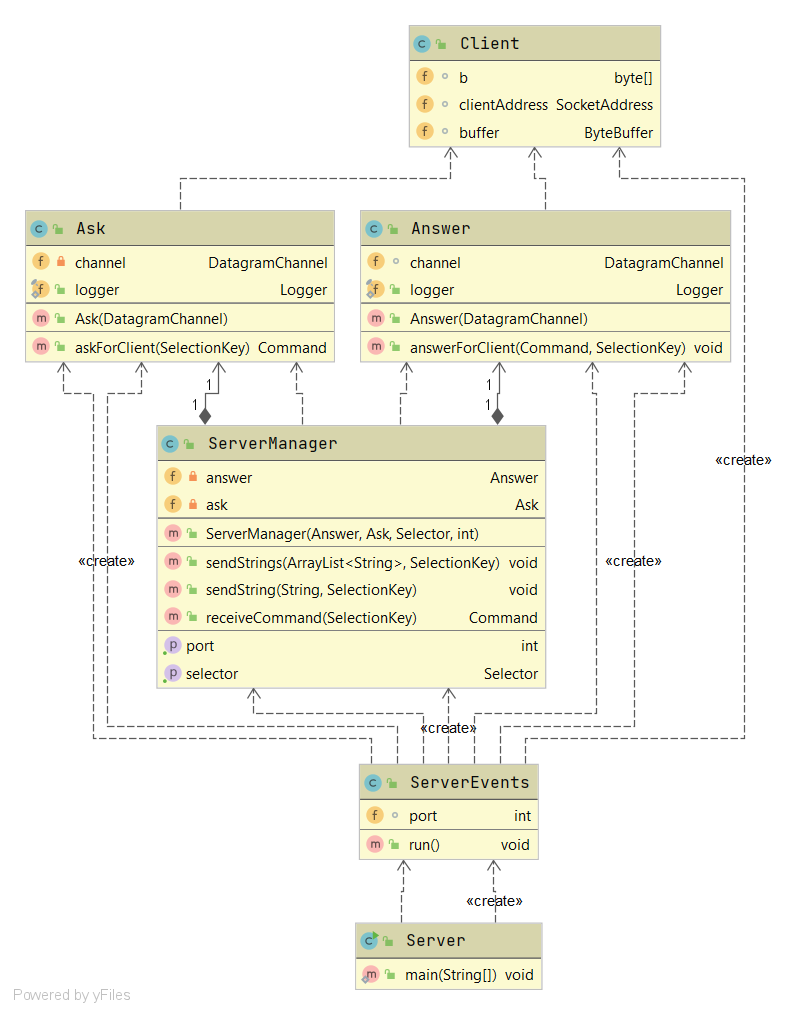 Client
b byte[]
clientAddress SocketAddress
buffer ByteBuffer
Ask
channel DatagramChannel
logger Logger
Ask(DatagramChannel)
askForClient(SelectionKey) Command
Answer
channel DatagramChannel
logger Logger
Answer(DatagramChannel)
answerForClient(Command, SelectionKey) void
1
1
1
1
ServerManager
answer Answer
ask Ask
ServerManager(Answer, Ask, Selector, int)
sendStrings(ArrayList<String>, SelectionKey) void
sendString(String, SelectionKey) void
receiveCommand(SelectionKey) Command
port int
selector Selector
«create»
«create»
«create»
«create»
ServerEvents
port int
run() void
«create»
Server
main(String[]) void
Powered by yFiles